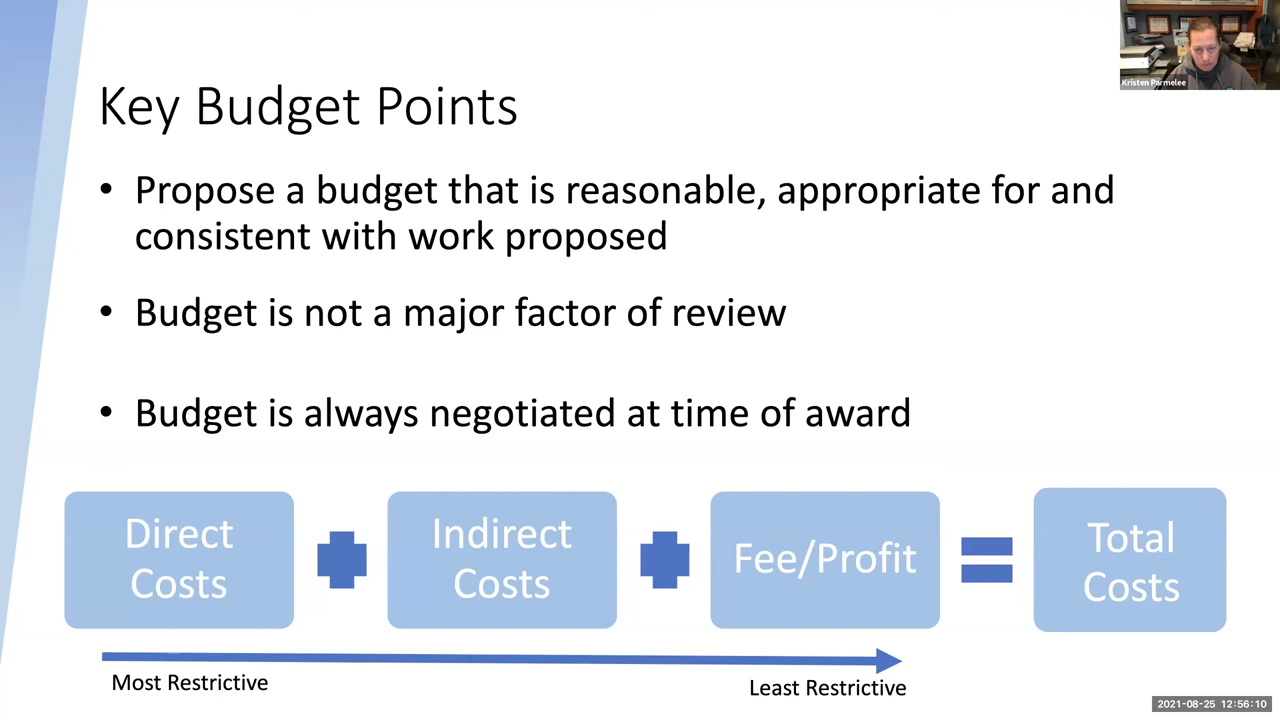 Kristen Parmelee
Key Budget Points
• Propose a budget that is reasonable, appropriate for and
consistent with work proposed
• Budget is not a major factor of review
• Budget is always negotiated at time of award
Direct
Costs
Indirect
Costs
Fee/Profit
Total
Costs
Most Restrictive
Least Restrictive
2021-08-25 12:56:10